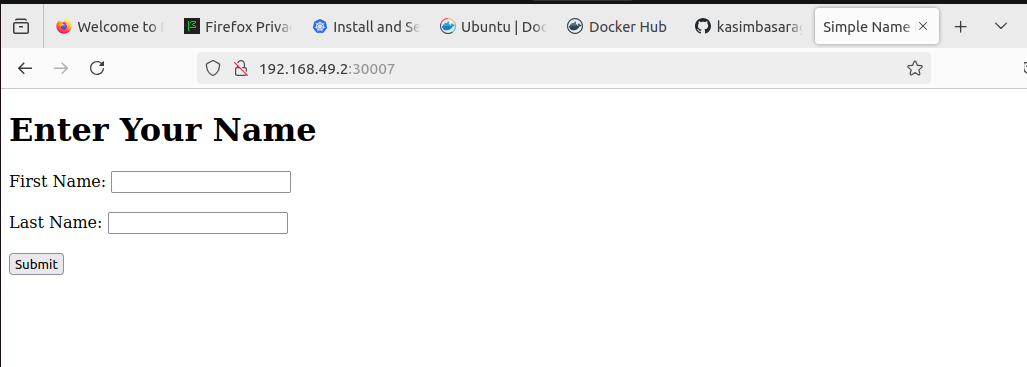 Welcome to
Firefox Priva
Install and Se
Ubuntu | Doc
Docker Hub
kasimbasarag
Simple Name
192.168.49.2:30007
Enter Your Name
First Name:
Last Name:
Submit